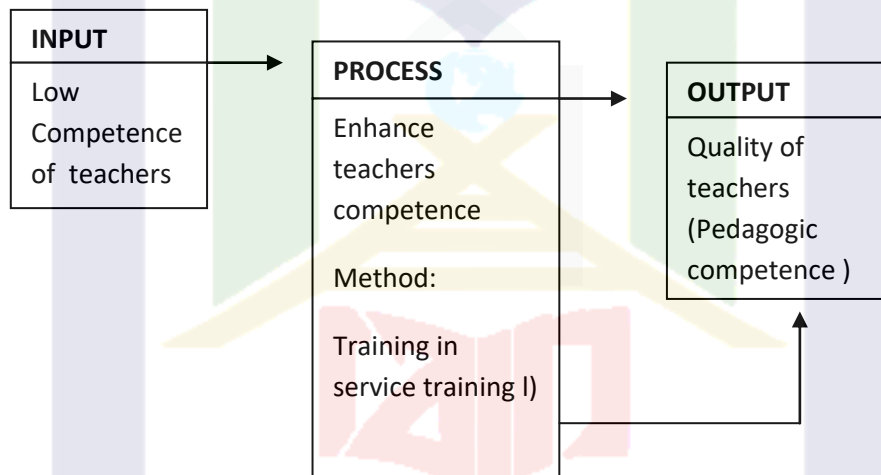 INPUT
Low
Competence
of teachers
PROCESS
Enhance
teachers
competence
Method:
Training in
service training l)
OUTPUT
Quality of
teachers
(Pedagogic
competence )